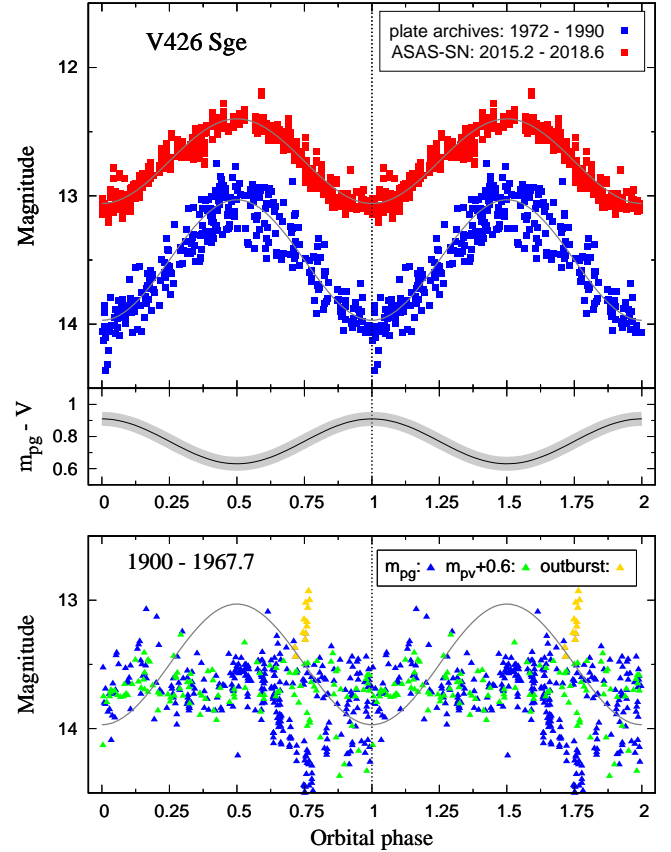 V426 Sge
plate archives: 1972 - 1990
ASAS-SN: 2015.2 - 2018.6
12
13
14
Magnitude
1
0.8
0.6
m_pg - V
0 0.25 0.5 0.75 1 1.25 1.5 1.75 2
1900 - 1967.7
m_pg: m_pv+0.6: outburst:
13
14
Magnitude
0 0.25 0.5 0.75 1 1.25 1.5 1.75 2
Orbital phase